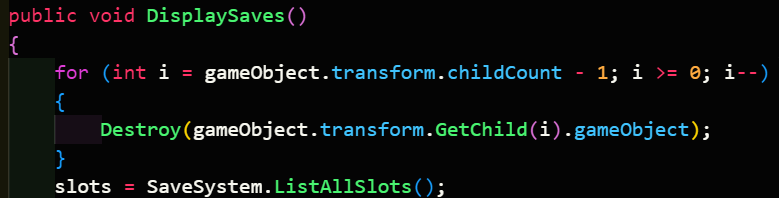 public void DisplaySaves()
{
for (int i = gameObject.transform.childCount - 1; i >= 0; i--)
{
Destroy(gameObject.transform.GetChild(i).gameObject);
}
slots = SaveSystem.ListAllSlots();